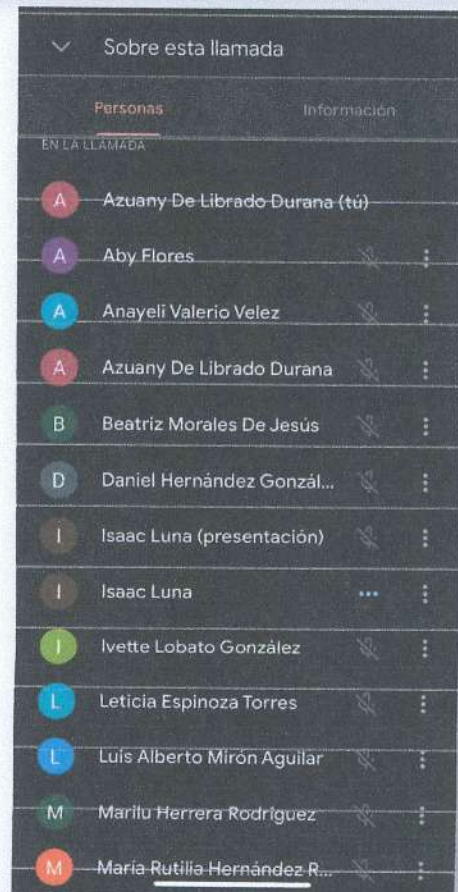 Sobre esta llamada
Personas Información
EN LA LLAMADA
A Azuany De Librado Durana (tú)
A Aby Flores
A Anayeli Valerio Velez
A Azuany De Librado Durana
B Beatriz Morales De Jesús
D Daniel Hernández Gonzál...
I Isaac Luna (presentación)
I Isaac Luna
I Ivette Lobato González
L Leticia Espinoza Torres
L Luis Alberto Mirón Aguilar
M Marilu Herrera Rodriguez
M María Rutilia Hernández R...